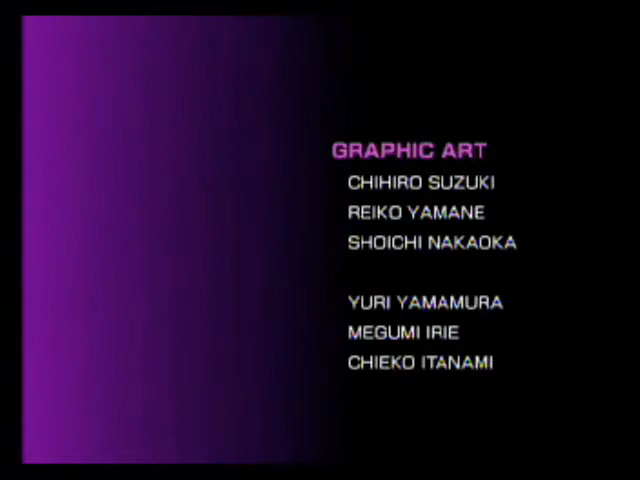 GRAPHIC ART
CHIHIRO SUZUKI
REIKO YAMANE
SHOICHI NAKAOKA
YURI YAMAMURA
MEGUMI IRIE
CHIEKO ITANAMI